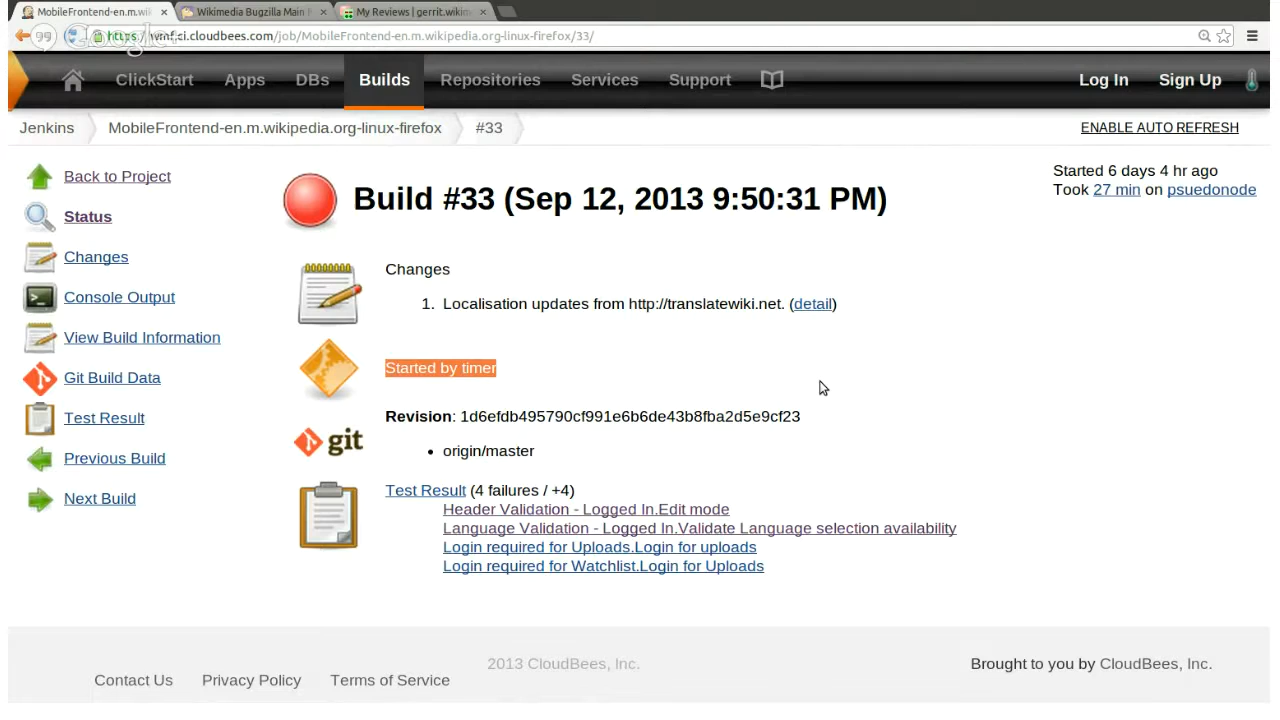 MobileFrontend-en.m.wi
Wikimedia Bugzilla Main
My Reviews | gerrit.wikim
wmf.ci.cloudbees.com/job/MobileFrontend-en.m.wikipedia.org-linux-firefox/33/
ClickStart Apps DBs Builds Repositories Services Support Log In Sign Up
Jenkins MobileFrontend-en.m.wikipedia.org-linux-firefox #33 ENABLE AUTO REFRESH
Back to Project
Status
Changes
Console Output
View Build Information
Git Build Data
Test Result
Previous Build
Next Build
Build #33 (Sep 12, 2013 9:50:31 PM)
Started 6 days 4 hr ago
Took 27 min on psuedonode
Changes
1. Localisation updates from http://translatewiki.net. (detail)
Started by timer
Revision: 1d6efdb495790cf991e6b6de43b8fba2d5e9cf23
git
• origin/master
Test Result (4 failures / +4)
Header Validation - Logged In.Edit mode
Language Validation - Logged In.Validate Language selection availability
Login required for Uploads.Login for uploads
Login required for Watchlist.Login for Uploads
2013 CloudBees, Inc.
Brought to you by CloudBees, Inc.
Contact Us Privacy Policy Terms of Service